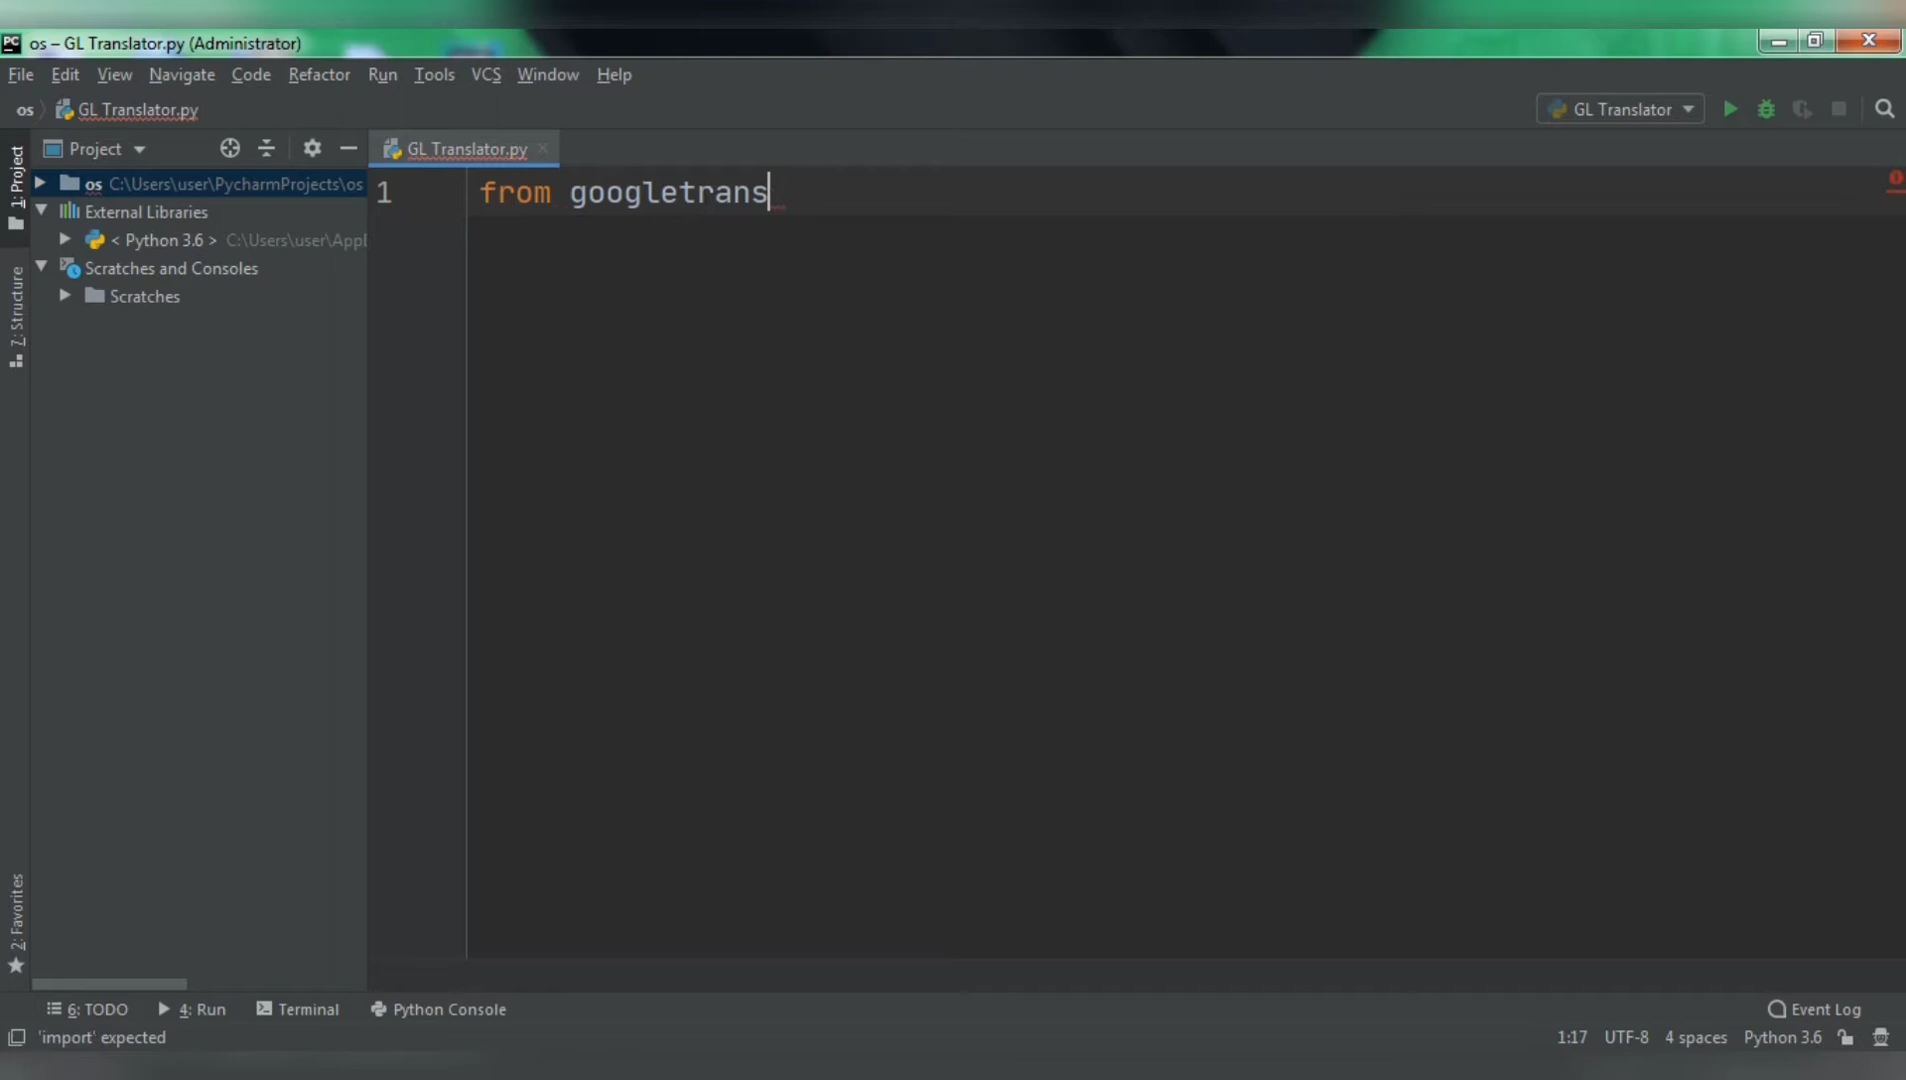 PC os – GL Translator.py (Administrator)
File Edit View Navigate Code Refactor Run Tools VCS Window Help
os GL Translator.py GL Translator
1: Project
Project
GL Translator.py
os C:\Users\user\PycharmProjects\os
1 from googletrans
External Libraries
< Python 3.6 > C:\Users\user\AppD
Scratches and Consoles
Scratches
7: Structure
2: Favorites
6: TODO 4: Run Terminal Python Console Event Log
'import' expected 1:17 UTF-8 4 spaces Python 3.6